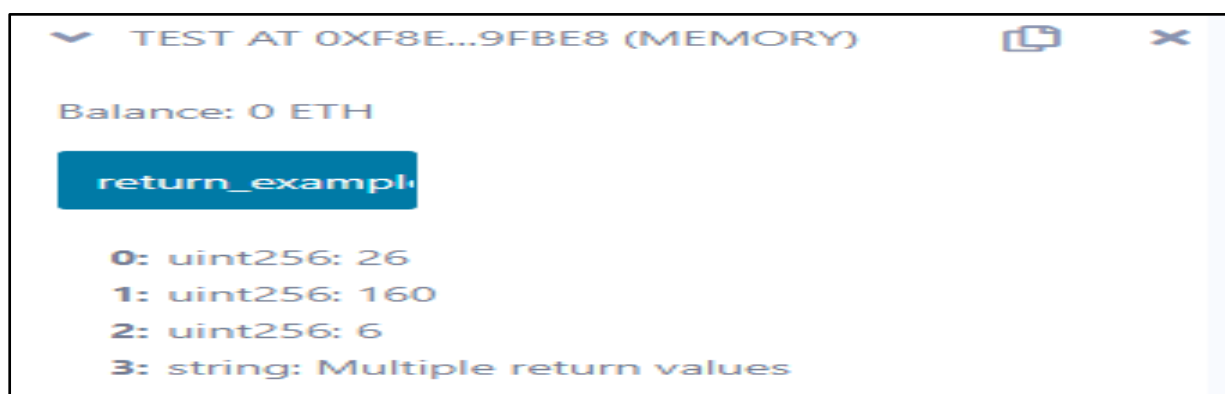 TEST AT 0XF8E...9FBE8 (MEMORY)
Balance: 0 ETH
return_exampl
0: uint256: 26
1: uint256: 160
2: uint256: 6
3: string: Multiple return values